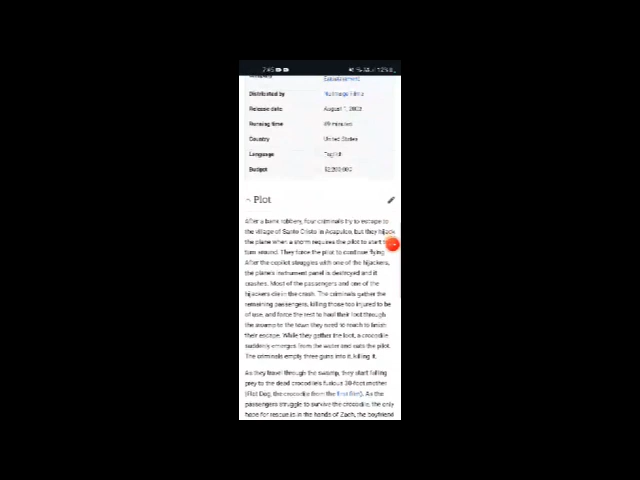 Distributed by Nu Image Films
Release date August 1, 2002
Running time 89 minutes
Country United States
Language English
Budget
Plot
After a bank robbery, four criminals try to escape to
the village of Santo Cristo in Acapulco, but they hijack
the plane when a storm requires the pilot to start to
turn around. They force the pilot to continue flying.
After the copilot struggles with one of the hijackers,
the plane's instrument panel is destroyed and it
crashes. Most of the passengers and one of the
hijackers die in the crash. The criminals gather the
remaining passengers, killing those too injured to be
of use, and force the rest to haul their loot through
the swamp to the town they need to reach to finish
their escape. While they gather the loot, a crocodile
suddenly emerges from the water and eats the pilot.
The criminals empty three guns into it, killing it.
As they travel through the swamp, they start falling
prey to the dead crocodile's furious 30-foot mother
(Flat Dog, the crocodile from the first film). As the
passengers struggle to survive the crocodile, the only
hope for rescue is in the hands of Zach, the boyfriend